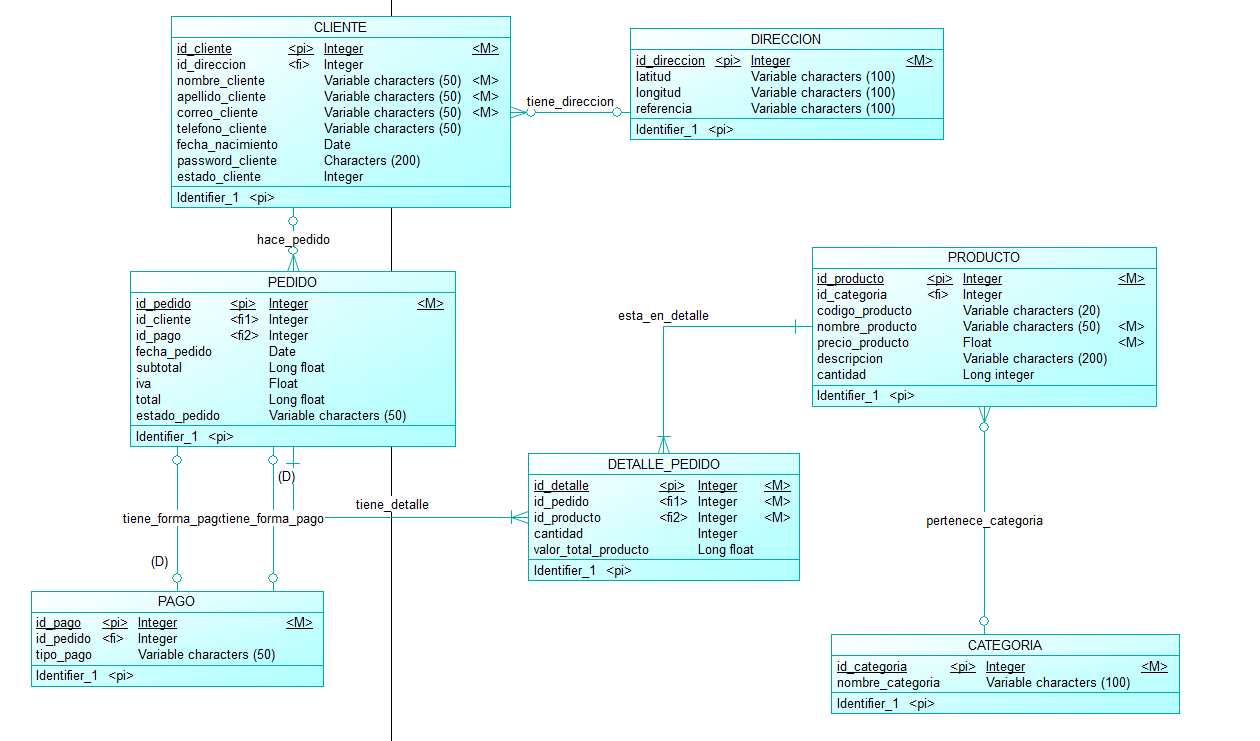 CLIENTE
id_cliente <pi> Integer <M>
id_direccion <fi> Integer
nombre_cliente Variable characters (50) <M>
apellido_cliente Variable characters (50) <M>
correo_cliente Variable characters (50) <M>
telefono_cliente Variable characters (50)
fecha_nacimiento Date
password_cliente Characters (200)
estado_cliente Integer
Identifier_1 <pi>
tiene_direccion
DIRECCION
id_direccion <pi> Integer <M>
latitud Variable characters (100)
longitud Variable characters (100)
referencia Variable characters (100)
Identifier_1 <pi>
hace_pedido
PEDIDO
id_pedido <pi> Integer <M>
id_cliente <fi1> Integer
id_pago <fi2> Integer
fecha_pedido Date
subtotal Long float
iva Float
total Long float
estado_pedido Variable characters (50)
Identifier_1 <pi>
esta_en_detalle
PRODUCTO
id_producto <pi> Integer <M>
id_categoria <fi> Integer
codigo_producto Variable characters (20)
nombre_producto Variable characters (50) <M>
precio_producto Float <M>
descripcion Variable characters (200)
cantidad Long integer
Identifier_1 <pi>
(D)
tiene_detalle
tiene_forma_pago
tiene_forma_pago
(D)
DETALLE_PEDIDO
id_detalle <pi> Integer <M>
id_pedido <fi1> Integer <M>
id_producto <fi2> Integer <M>
cantidad Integer
valor_total_producto Long float
Identifier_1 <pi>
pertenece_categoria
PAGO
id_pago <pi> Integer <M>
id_pedido <fi> Integer
tipo_pago Variable characters (50)
Identifier_1 <pi>
CATEGORIA
id_categoria <pi> Integer <M>
nombre_categoria Variable characters (100)
Identifier_1 <pi>